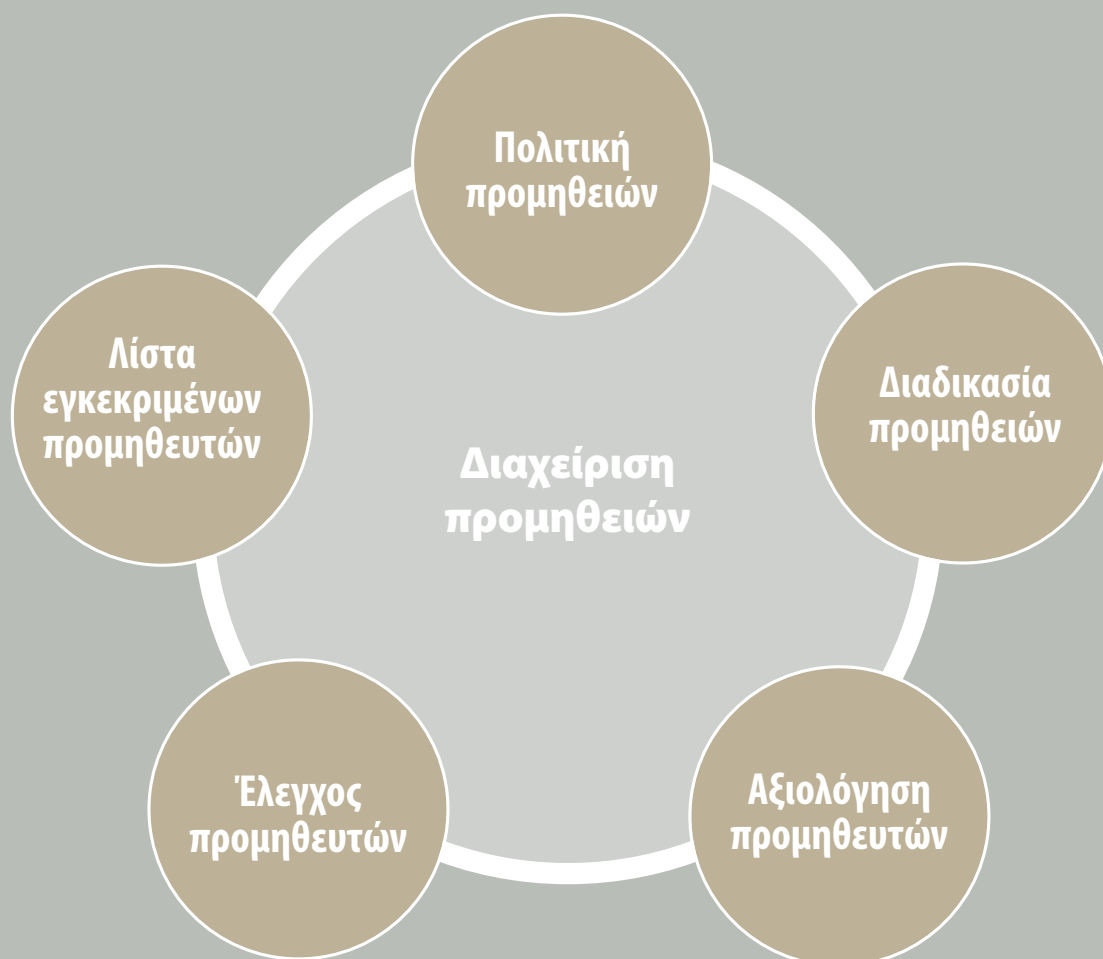 Πολιτική
προμηθειών
Διαδικασία
προμηθειών
Αξιολόγηση
προμηθευτών
Έλεγχος
προμηθευτών
Λίστα
εγκεκριμένων
προμηθευτών
Διαχείριση
προμηθειών